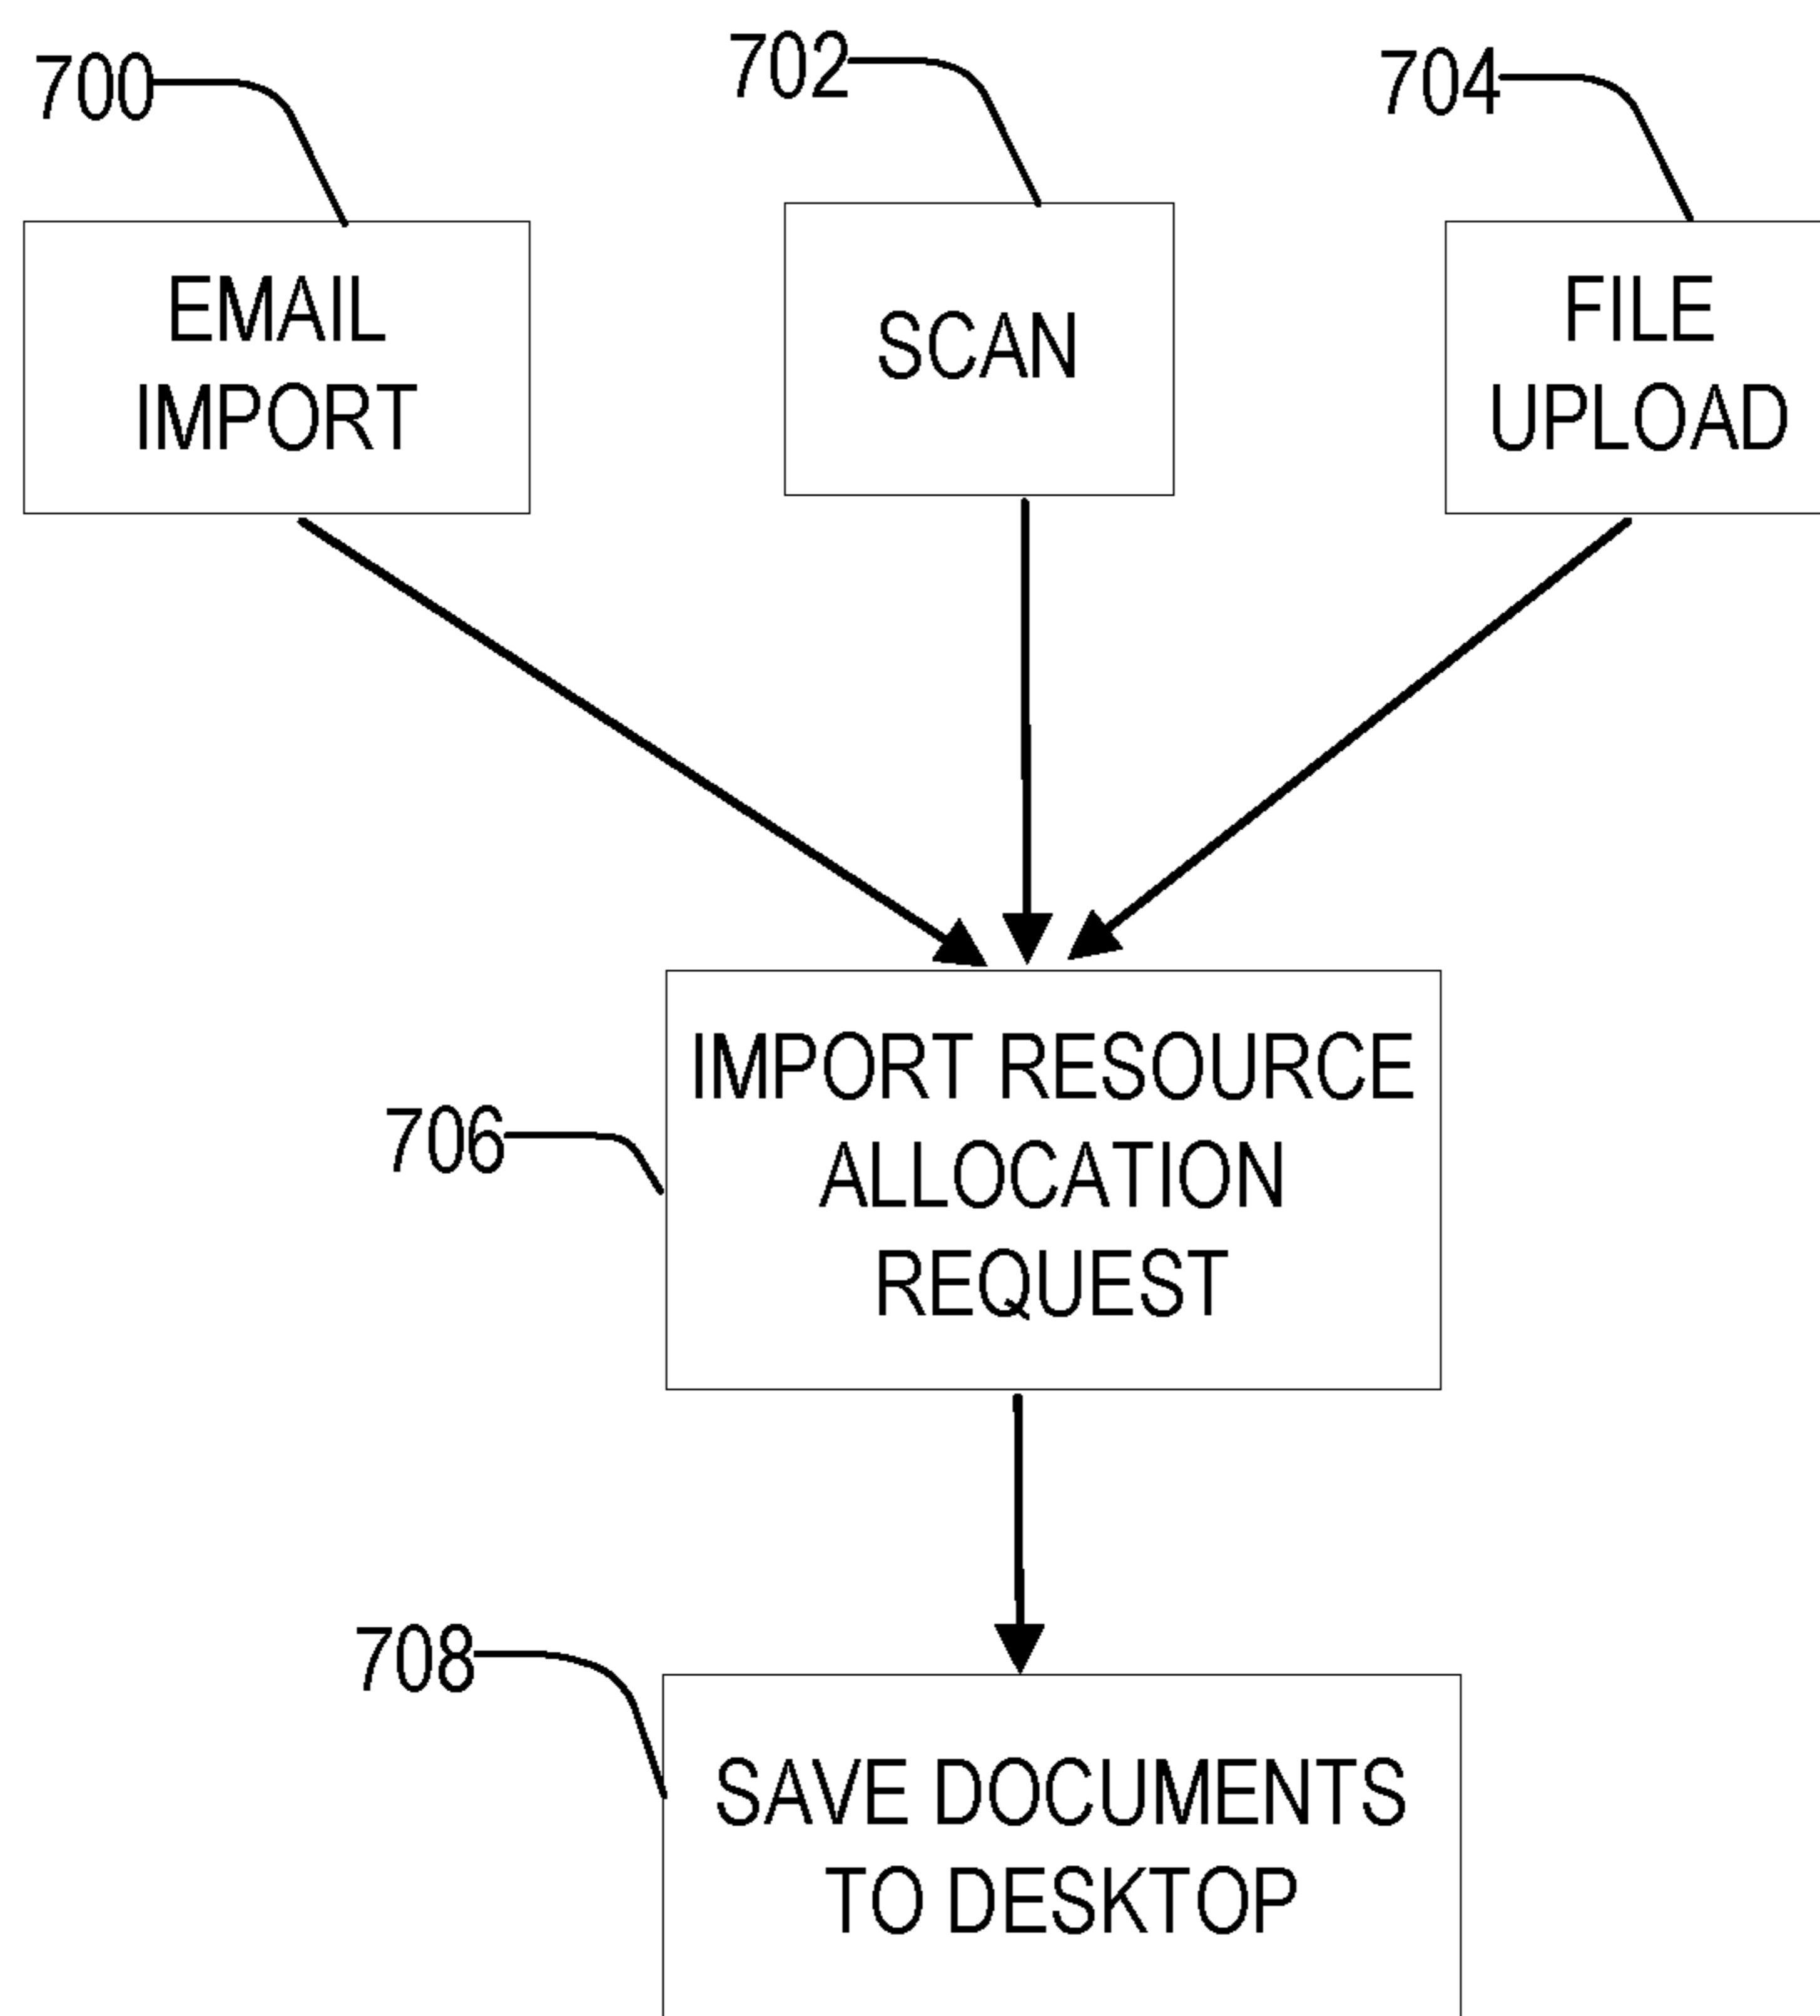 700
702
704
EMAIL
IMPORT
SCAN
FILE
UPLOAD
706
IMPORT RESOURCE
ALLOCATION
REQUEST
708
SAVE DOCUMENTS
TO DESKTOP